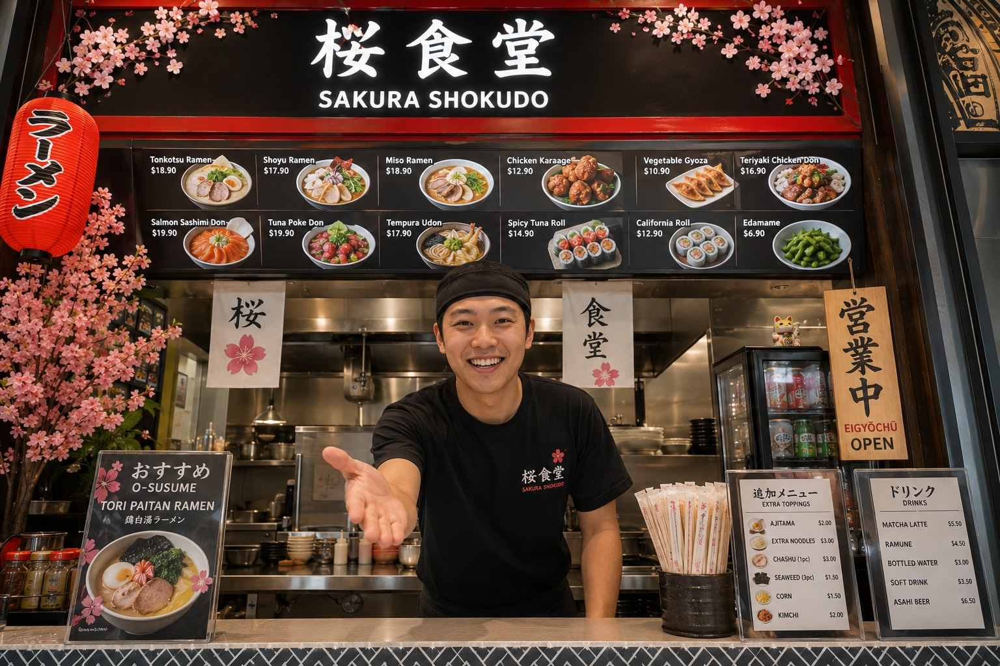 桜食堂
SAKURA SHOKUDO
ラーメン
Tonkotsu Ramen
$18.90
Shoyu Ramen
$17.90
Miso Ramen
$18.90
Chicken Karaage
$12.90
Vegetable Gyoza
$10.90
Teriyaki Chicken Don
$16.90
Salmon Sashimi Don
$19.90
Tuna Poke Don
$19.90
Tempura Udon
$17.90
Spicy Tuna Roll
$14.90
California Roll
$12.90
Edamame
$6.90
桜
食堂
営業中
EIGYŌCHŪ
OPEN
桜食堂
SAKURA SHOKUDO
おすすめ
O-SUSUME
TORI PAITAN RAMEN
鶏白湯ラーメン
追加メニュー
EXTRA TOPPINGS
AJITAMA $2.00
EXTRA NOODLES $3.00
CHASHU (1pc) $3.00
SEAWEED (3pc) $1.50
CORN $1.50
KIMCHI $2.00
ドリンク
DRINKS
MATCHA LATTE $5.50
RAMUNE $4.50
BOTTLED WATER $3.00
SOFT DRINK $3.50
ASAHI BEER $6.50